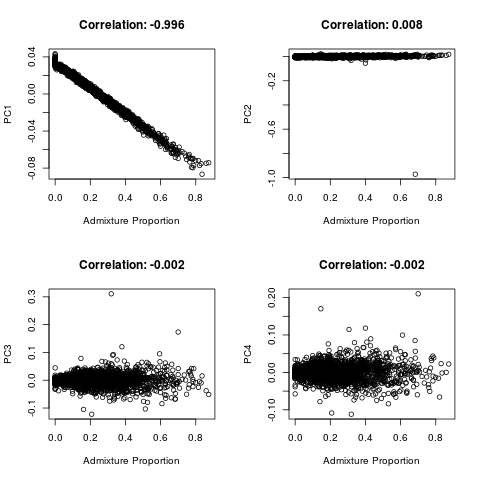 Correlation: -0.996
0.04
0.00
-0.04
-0.08
PC1
0.0 0.2 0.4 0.6 0.8
Admixture Proportion
Correlation: 0.008
-0.2
-0.6
-1.0
PC2
0.0 0.2 0.4 0.6 0.8
Admixture Proportion
Correlation: -0.002
0.3
0.2
0.1
0.0
-0.1
PC3
0.0 0.2 0.4 0.6 0.8
Admixture Proportion
Correlation: -0.002
0.20
0.10
0.00
-0.10
PC4
0.0 0.2 0.4 0.6 0.8
Admixture Proportion